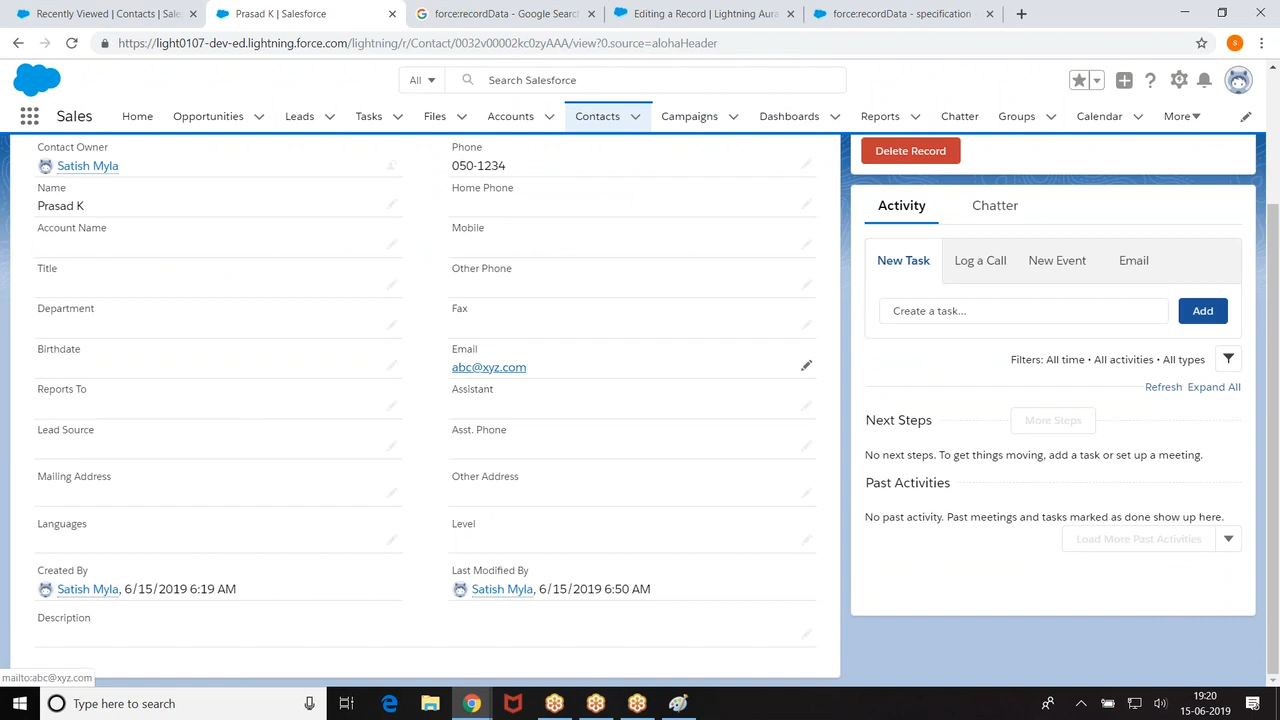 Recently Viewed | Contacts | Sales
Prasad K | Salesforce
force:recordData - Google Search
Editing a Record | Lightning Aura
force:recordData - specification
https://light0107-dev-ed.lightning.force.com/lightning/r/Contact/0032v00002kc0nyAAA/view?0.source=alohaHeader
S
All
Search Salesforce
Sales
Home
Opportunities
Leads
Tasks
Files
Accounts
Contacts
Campaigns
Dashboards
Reports
Chatter
Groups
Calendar
More
Contact Owner
Satish Myla
Phone
050-1234
Name
Prasad K
Home Phone
Account Name
Mobile
Title
Other Phone
Department
Fax
Birthdate
Email
abc@xyz.com
Reports To
Assistant
Lead Source
Asst. Phone
Mailing Address
Other Address
Languages
Level
Created By
Satish Myla, 6/15/2019 6:19 AM
Last Modified By
Satish Myla, 6/15/2019 6:50 AM
Description
Delete Record
Activity
Chatter
New Task
Log a Call
New Event
Email
Create a task...
Add
Filters: All time • All activities • All types
Refresh Expand All
Next Steps
More Steps
No next steps. To get things moving, add a task or set up a meeting.
Past Activities
No past activity. Past meetings and tasks marked as done show up here.
Load More Past Activities
mailto:abc@xyz.com
Type here to search
19:20
15-06-2019